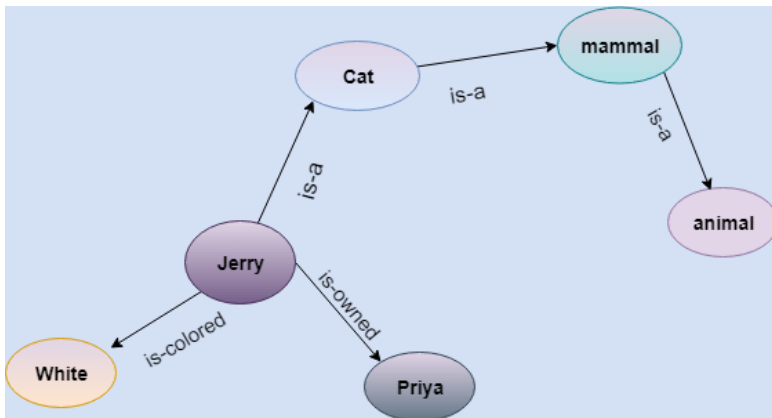 mammal
Cat
is-a
is-a
is-a
animal
Jerry
is-owned
is-colored
White
Priya